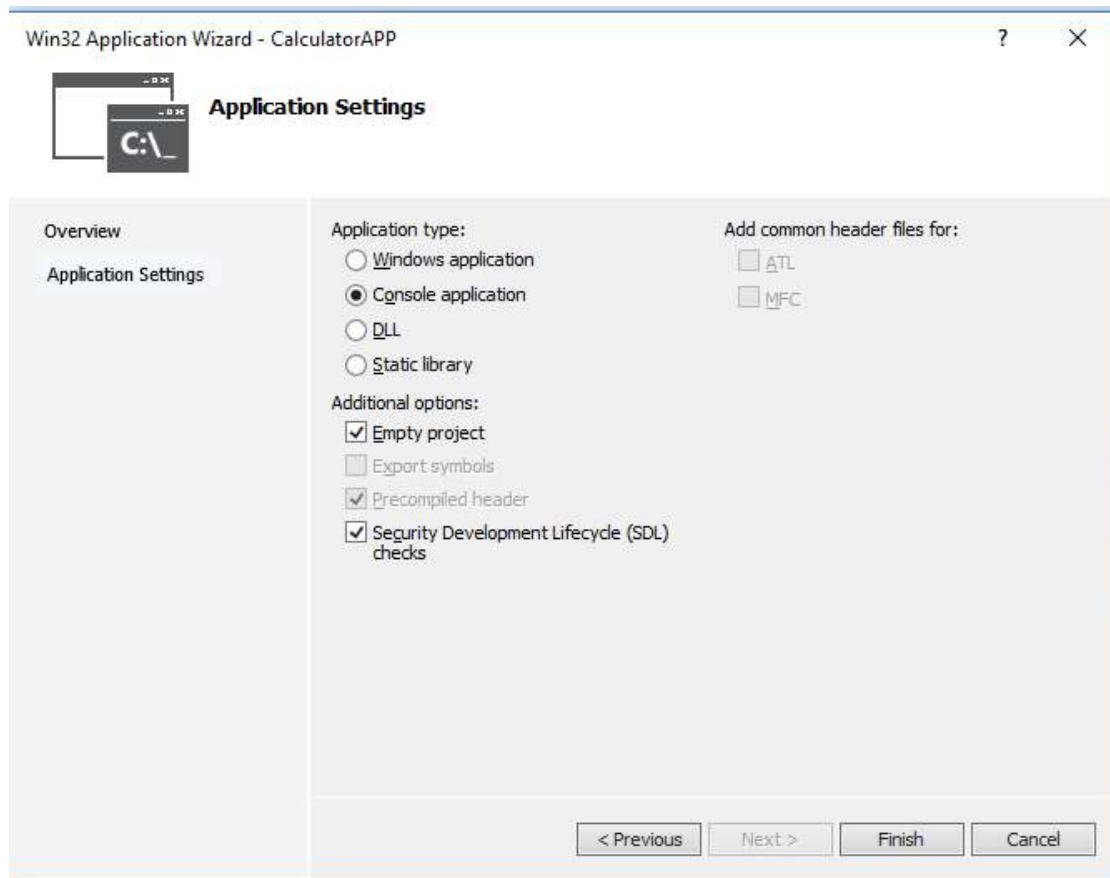 Win32 Application Wizard - CalculatorAPP
?
C:\_
Application Settings
Overview
Application Settings
Application type:
Windows application
Console application
DLL
Static library
Additional options:
Empty project
Export symbols
Precompiled header
Security Development Lifecycle (SDL)
checks
Add common header files for:
ATL
MFC
< Previous
Next >
Finish
Cancel